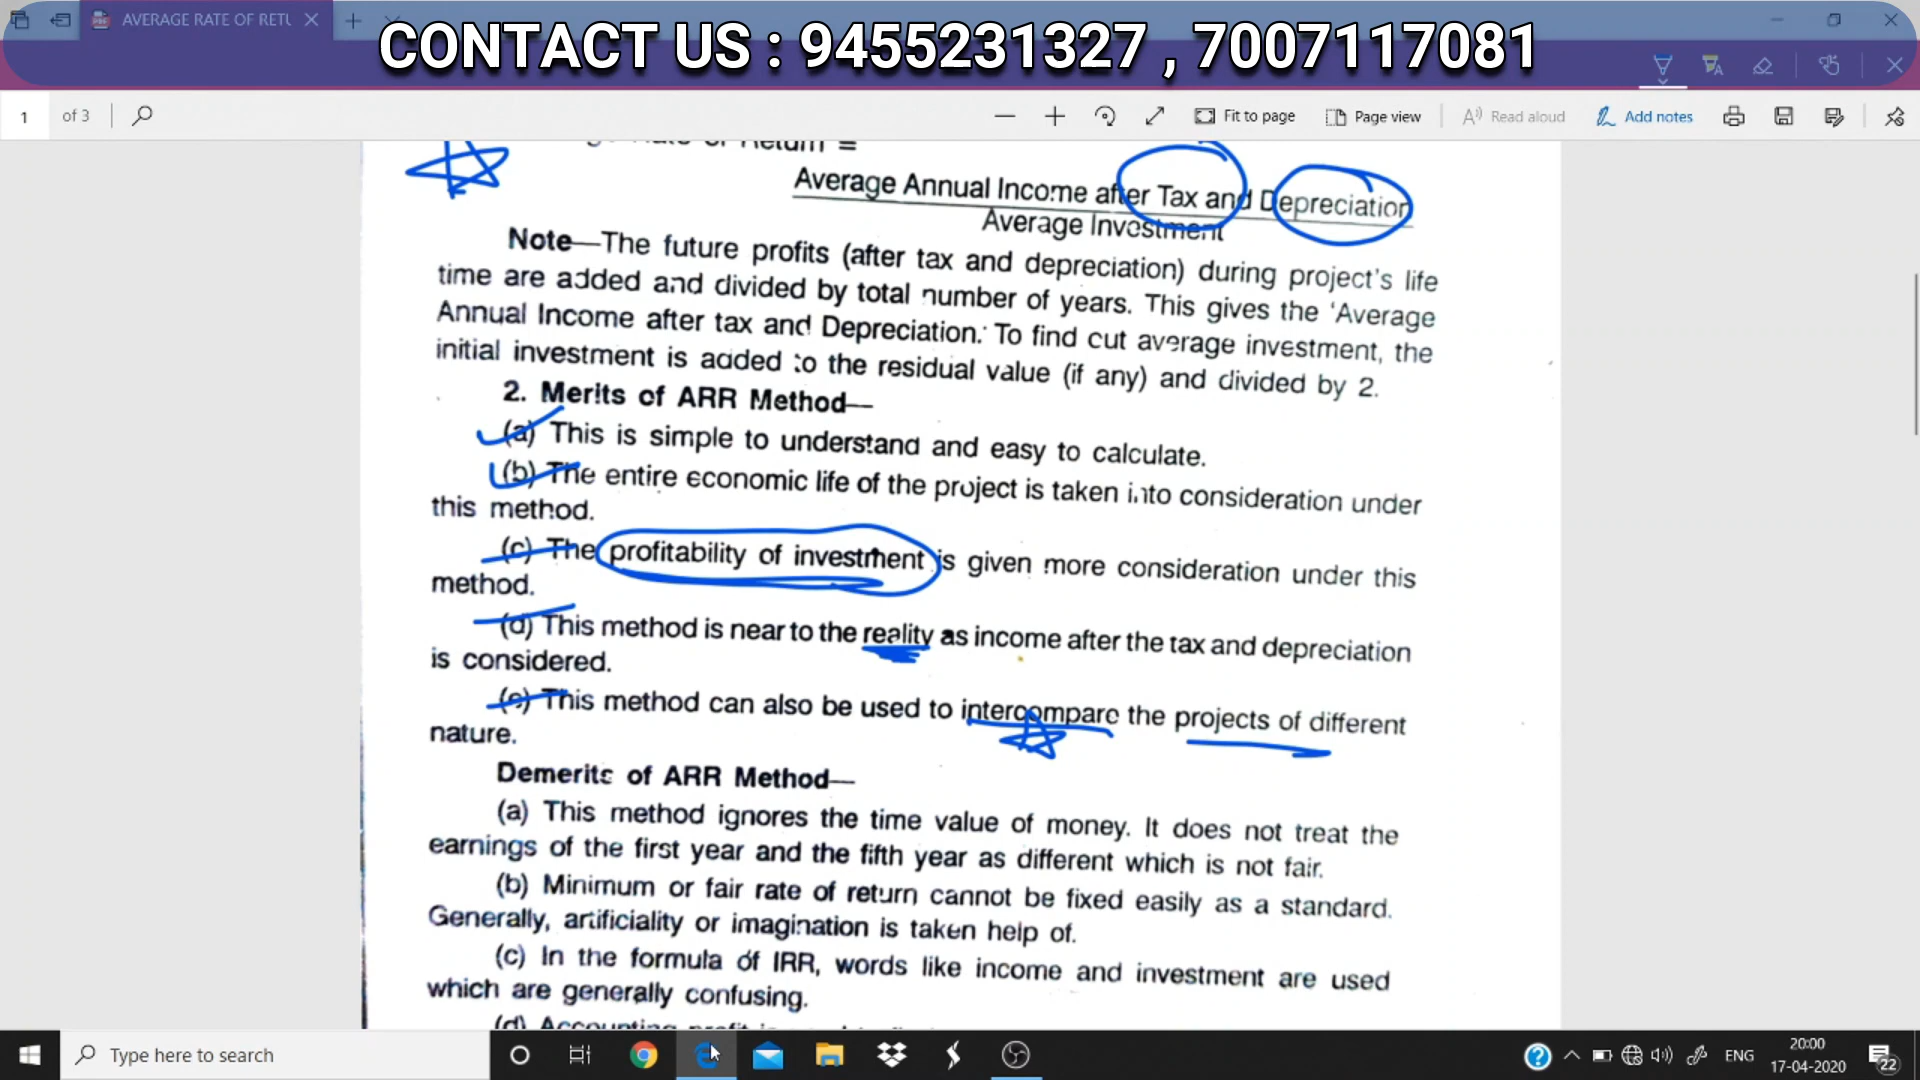 AVERAGE RATE OF RETU
CONTACT US : 9455231327 , 7007117081
1 of 3 Fit to page Page view Read aloud Add notes
Rate of Return =
Average Annual Income after Tax and Depreciation
Average Investment
Note—The future profits (after tax and depreciation) during project's life
time are added and divided by total number of years. This gives the 'Average
Annual Income after tax and Depreciation.' To find cut average investment, the
initial investment is added to the residual value (if any) and divided by 2.
2. Merits of ARR Method—
(a) This is simple to understand and easy to calculate.
(b) The entire economic life of the project is taken into consideration under
this method.
(c) The profitability of investment is given more consideration under this
method.
(d) This method is near to the reality as income after the tax and depreciation
is considered.
(e) This method can also be used to intercompare the projects of different
nature.
Demerits of ARR Method—
(a) This method ignores the time value of money. It does not treat the
earnings of the first year and the fifth year as different which is not fair.
(b) Minimum or fair rate of return cannot be fixed easily as a standard.
Generally, artificiality or imagination is taken help of.
(c) In the formula of IRR, words like income and investment are used
which are generally confusing.
(d) Accounting profit
Type here to search
ENG
20:00
17-04-2020
22